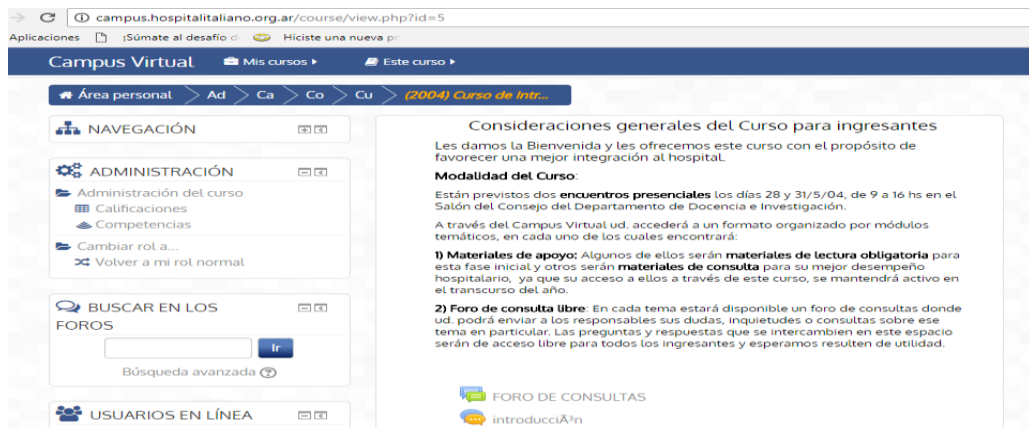 campus.hospitalitaliano.org.ar/course/view.php?id=5
Aplicaciones ¡Súmate al desafío d Hiciste una nueva pr
Campus Virtual Mis cursos Este curso
Área personal Ad Ca Co Cu (2004) Curso de Intr...
NAVEGACIÓN
ADMINISTRACIÓN
Administración del curso
Calificaciones
Competencias
Cambiar rol a...
Volver a mi rol normal
BUSCAR EN LOS
FOROS
Ir
Búsqueda avanzada
USUARIOS EN LÍNEA
Consideraciones generales del Curso para ingresantes
Les damos la Bienvenida y les ofrecemos este curso con el propósito de
favorecer una mejor integración al hospital.
Modalidad del Curso:
Están previstos dos encuentros presenciales los días 28 y 31/5/04, de 9 a 16 hs en el
Salón del Consejo del Departamento de Docencia e Investigación.
A través del Campus Virtual ud. accederá a un formato organizado por módulos
temáticos, en cada uno de los cuales encontrará:
1) Materiales de apoyo: Algunos de ellos serán materiales de lectura obligatorio para
esta fase inicial y otros serán materiales de consulta para su mejor desempeño
hospitalario, ya que su acceso a ellos a través de este curso, se mantendrá activo en
el transcurso del año.
2) Foro de consulta libre: En cada tema estará disponible un foro de consultas donde
ud. podrá enviar a los responsables sus dudas, inquietudes o consultas sobre ese
tema en particular. Las preguntas y respuestas que se intercambien en este espacio
serán de acceso libre para todos los ingresantes y esperamos resulten de utilidad.
FORO DE CONSULTAS
introducciÃ³n